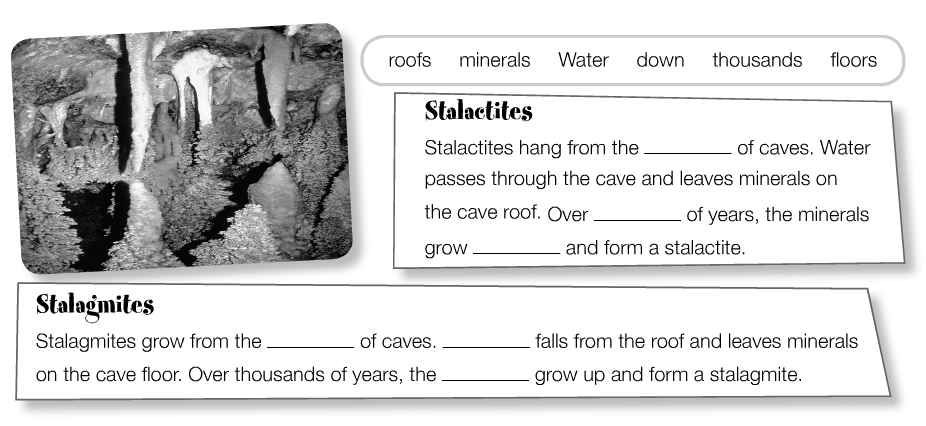 roofs minerals Water down thousands floors
Stalactites
Stalactites hang from the ________ of caves. Water
passes through the cave and leaves minerals on
the cave roof. Over ________ of years, the minerals
grow ________ and form a stalactite.
Stalagmites
Stalagmites grow from the ________ of caves. ________ falls from the roof and leaves minerals
on the cave floor. Over thousands of years, the ________ grow up and form a stalagmite.